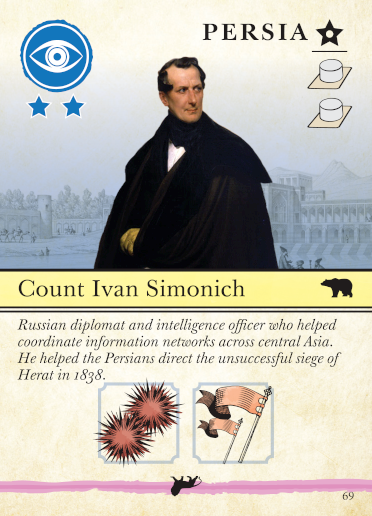 PERSIA
Count Ivan Simonich
Russian diplomat and intelligence officer who helped
coordinate information networks across central Asia.
He helped the Persians direct the unsuccessful siege of
Herat in 1838.
69